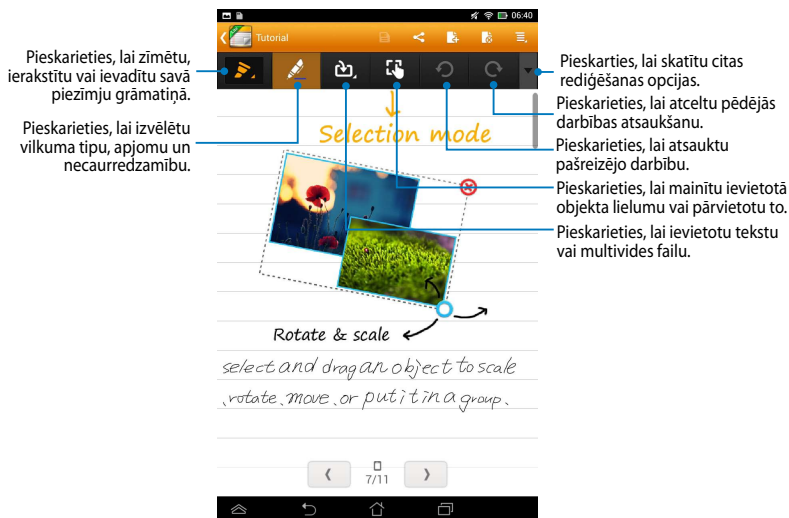 06:40
Tutorial
Pieskarieties, lai zīmētu,
ierakstītu vai ievadītu savā
piezīmju grāmatiņā.
Pieskarieties, lai izvēlētu
vilkuma tipu, apjomu un
necaurredzamību.
Pieskarties, lai skatītu citas
rediģēšanas opcijas.
Pieskarieties, lai atceltu pēdējās
darbības atsaukšanu.
Pieskarieties, lai atsauktu
pašreizējo darbību.
Pieskarieties, lai mainītu ievietotā
objekta lielumu vai pārvietotu to.
Pieskarieties, lai ievietotu tekstu
vai multivides failu.
Selection mode
Rotate & scale
select and drag an object to scale
,rotate, move, or put it in a group.
7/11